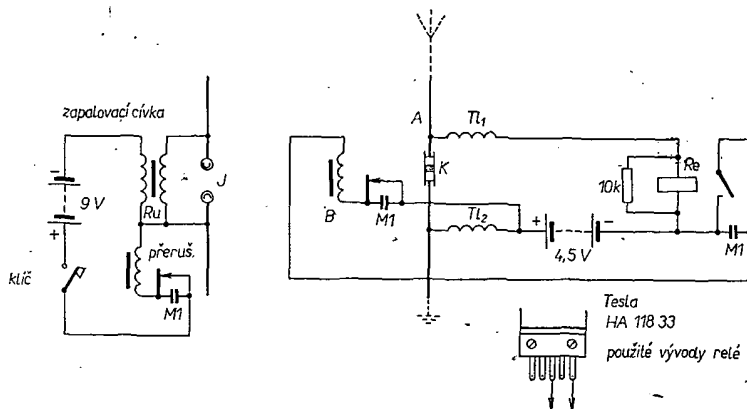 zapalovací cívka
–
9 V
+
klíč
Ru
J
přeruš.
M1
A
Tl₁
K
B
M1
Tl₂
+
–
4,5 V
10k
Re
M1
Tesla
HA 118 33
použité vývody relé